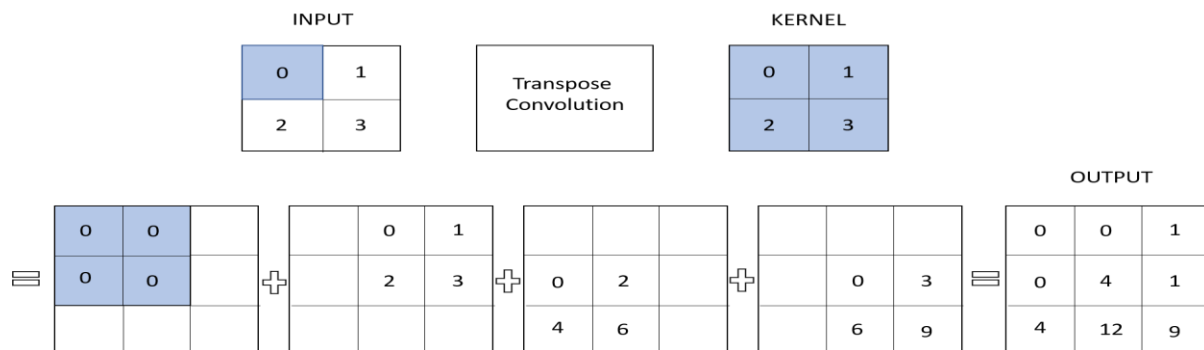 INPUT KERNEL
0 1 Transpose 0 1
Convolution
2 3 2 3
OUTPUT
0 0 0 1 0 0 1
= 0 0 + 2 3 + 0 2 + 0 3 = 0 4 1
4 6 6 9 4 12 9